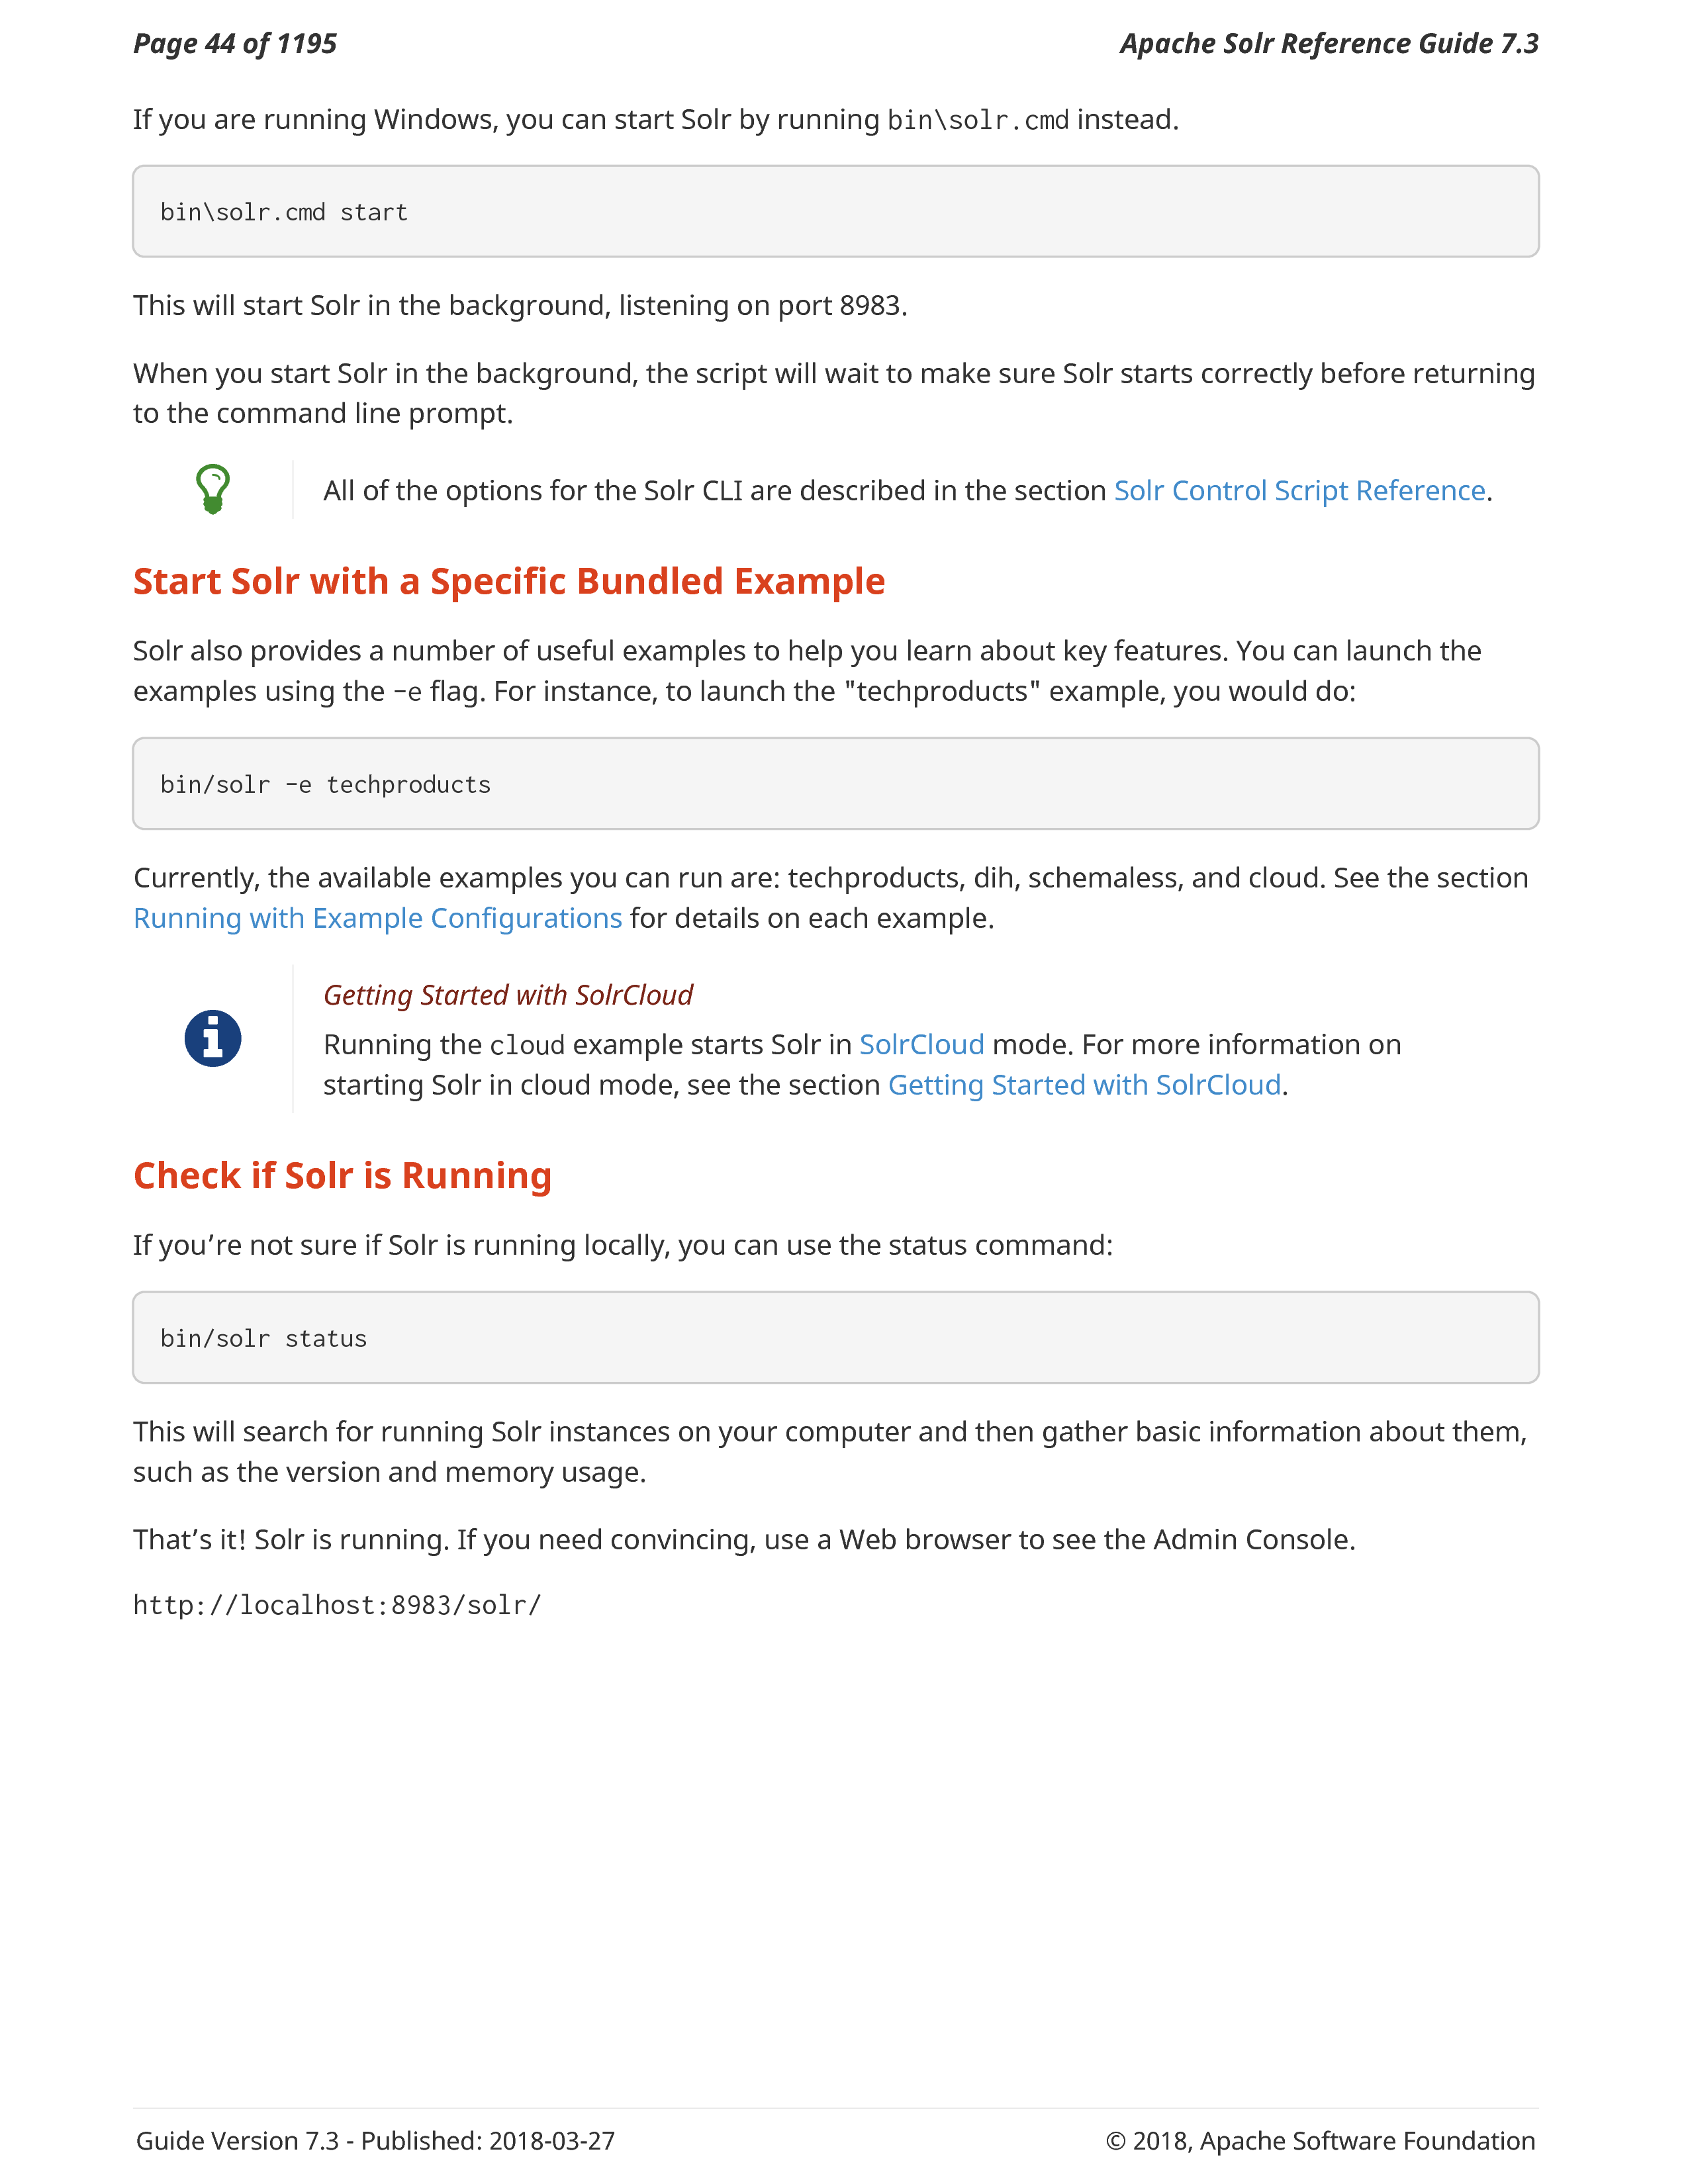 Page 44 of 1195
Apache Solr Reference Guide 7.3
If you are running Windows, you can start Solr by running bin\solr.cmd instead.
bin\solr.cmd start
This will start Solr in the background, listening on port 8983.
When you start Solr in the background, the script will wait to make sure Solr starts correctly before returning
to the command line prompt.
All of the options for the Solr CLI are described in the section Solr Control Script Reference.
Start Solr with a Specific Bundled Example
Solr also provides a number of useful examples to help you learn about key features. You can launch the
examples using the -e flag. For instance, to launch the "techproducts" example, you would do:
bin/solr -e techproducts
Currently, the available examples you can run are: techproducts, dih, schemaless, and cloud. See the section
Running with Example Configurations for details on each example.
Getting Started with SolrCloud
Running the cloud example starts Solr in SolrCloud mode. For more information on
starting Solr in cloud mode, see the section Getting Started with SolrCloud.
Check if Solr is Running
If you’re not sure if Solr is running locally, you can use the status command:
bin/solr status
This will search for running Solr instances on your computer and then gather basic information about them,
such as the version and memory usage.
That’s it! Solr is running. If you need convincing, use a Web browser to see the Admin Console.
http://localhost:8983/solr/
Guide Version 7.3 - Published: 2018-03-27
© 2018, Apache Software Foundation